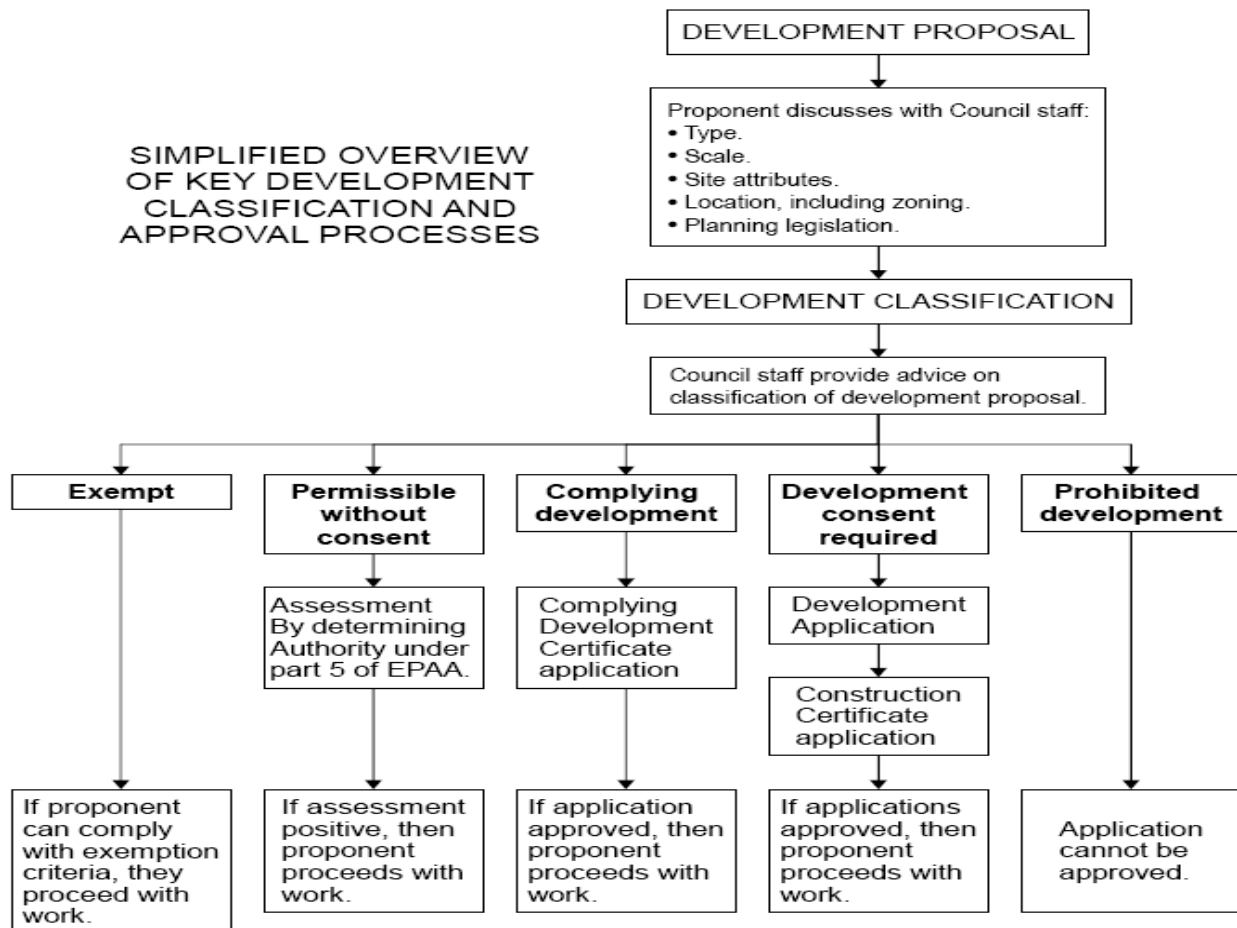 SIMPLIFIED OVERVIEW
OF KEY DEVELOPMENT
CLASSIFICATION AND
APPROVAL PROCESSES
DEVELOPMENT PROPOSAL
Proponent discusses with Council staff:
• Type.
• Scale.
• Site attributes.
• Location, including zoning.
• Planning legislation.
DEVELOPMENT CLASSIFICATION
Council staff provide advice on
classification of development proposal.
Exempt
Permissible
without
consent
Complying
development
Development
consent
required
Prohibited
development
Assessment
By determining
Authority under
part 5 of EPAA.
Complying
Development
Certificate
application
Development
Application
Construction
Certificate
application
If proponent
can comply
with exemption
criteria, they
proceed with
work.
If assessment
positive, then
proponent
proceeds with
work.
If application
approved, then
proponent
proceeds with
work.
If applications
approved, then
proponent
proceeds with
work.
Application
cannot be
approved.